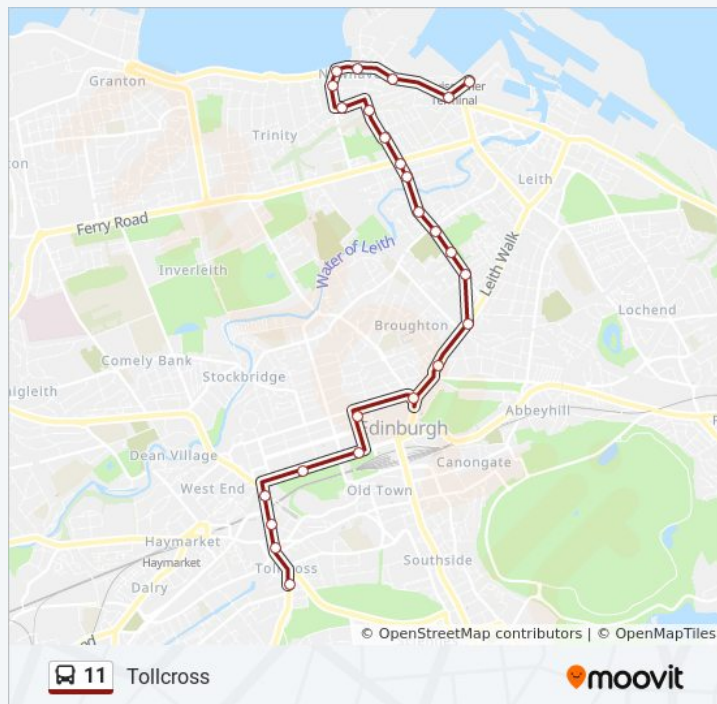 Granton
Newhaven
Terminal
Trinity
Leith
Ferry Road
Water of Leith
Inverleith
Leith Walk
Lochend
Broughton
Comely Bank
Stockbridge
Abbeyhill
Edinburgh
Dean Village
Canongate
West End
Old Town
Haymarket
Haymarket
Southside
Tollcross
Dalry
© OpenStreetMap contributors | © OpenMapTiles
11 Tollcross
moovit